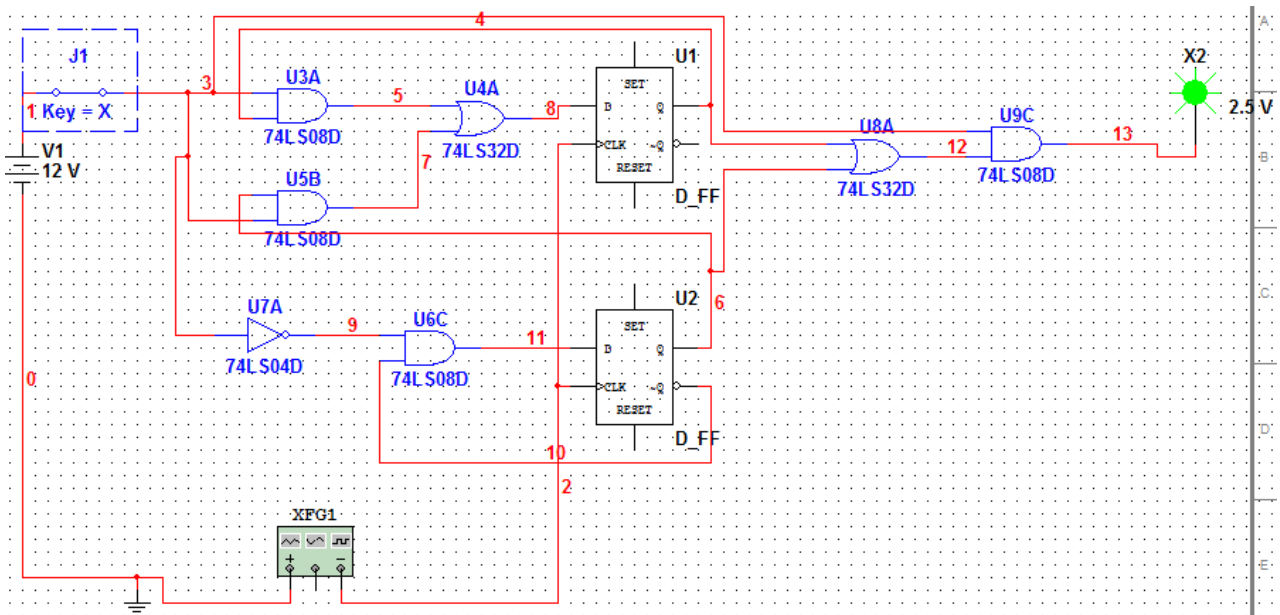 4
J1
3
1 Key = X
V1
12 V
0
U3A
74LS08D
5
U4A
74LS32D
8
7
U5B
74LS08D
U7A
74LS04D
9
U6C
74LS08D
11
10
2
U1
SET
D Q
CLK ~Q
RESET
D_FF
U2
6
SET
D Q
CLK ~Q
RESET
D_FF
U8A
74LS32D
12
U9C
74LS08D
13
X2
2.5 V
XFG1
+ −
A
B
C
D
E